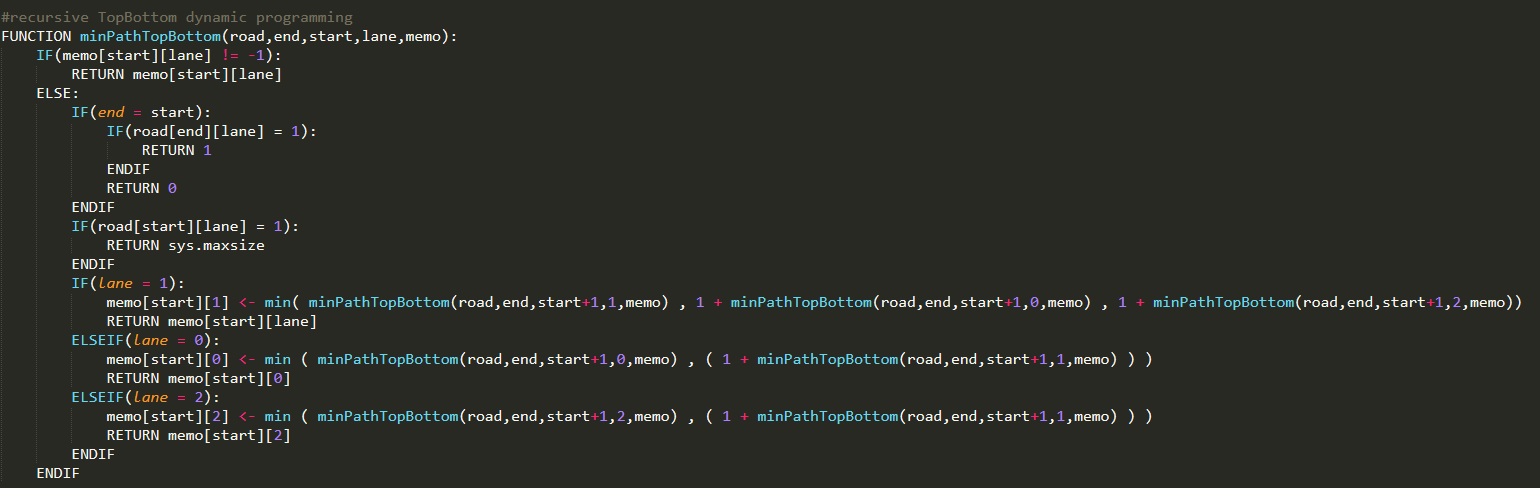 #recursive TopBottom dynamic programming
FUNCTION minPathTopBottom(road,end,start,lane,memo):
    IF(memo[start][lane] != -1):
        RETURN memo[start][lane]
    ELSE:
        IF(end = start):
            IF(road[end][lane] = 1):
                RETURN 1
            ENDIF
            RETURN 0
        ENDIF
        IF(road[start][lane] = 1):
            RETURN sys.maxsize
        ENDIF
        IF(lane = 1):
            memo[start][1] <- min( minPathTopBottom(road,end,start+1,1,memo) , 1 + minPathTopBottom(road,end,start+1,0,memo) , 1 + minPathTopBottom(road,end,start+1,2,memo))
            RETURN memo[start][lane]
        ELSEIF(lane = 0):
            memo[start][0] <- min ( minPathTopBottom(road,end,start+1,0,memo) , ( 1 + minPathTopBottom(road,end,start+1,1,memo) ) )
            RETURN memo[start][0]
        ELSEIF(lane = 2):
            memo[start][2] <- min ( minPathTopBottom(road,end,start+1,2,memo) , ( 1 + minPathTopBottom(road,end,start+1,1,memo) ) )
            RETURN memo[start][2]
        ENDIF
    ENDIF